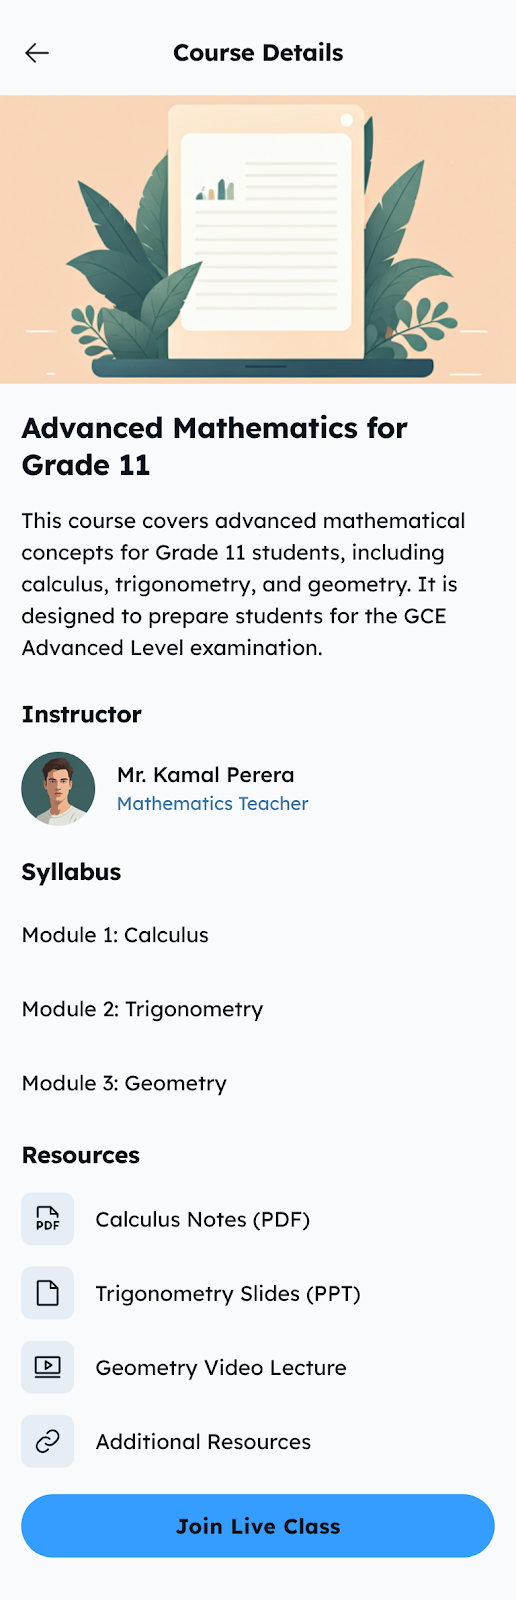 Course Details
Advanced Mathematics for
Grade 11
This course covers advanced mathematical
concepts for Grade 11 students, including
calculus, trigonometry, and geometry. It is
designed to prepare students for the GCE
Advanced Level examination.
Instructor
Mr. Kamal Perera
Mathematics Teacher
Syllabus
Module 1: Calculus
Module 2: Trigonometry
Module 3: Geometry
Resources
PDF
Calculus Notes (PDF)
Trigonometry Slides (PPT)
Geometry Video Lecture
Additional Resources
Join Live Class